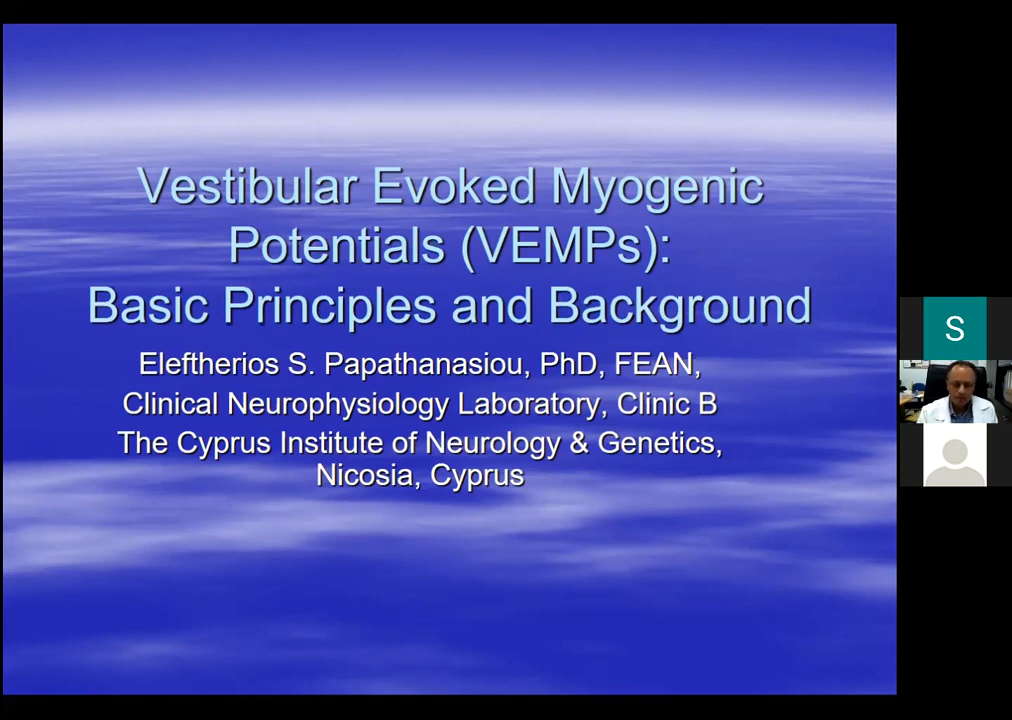 Vestibular Evoked Myogenic
Potentials (VEMPs):
Basic Principles and Background
Eleftherios S. Papathanasiou, PhD, FEAN,
Clinical Neurophysiology Laboratory, Clinic B
The Cyprus Institute of Neurology & Genetics,
Nicosia, Cyprus
S